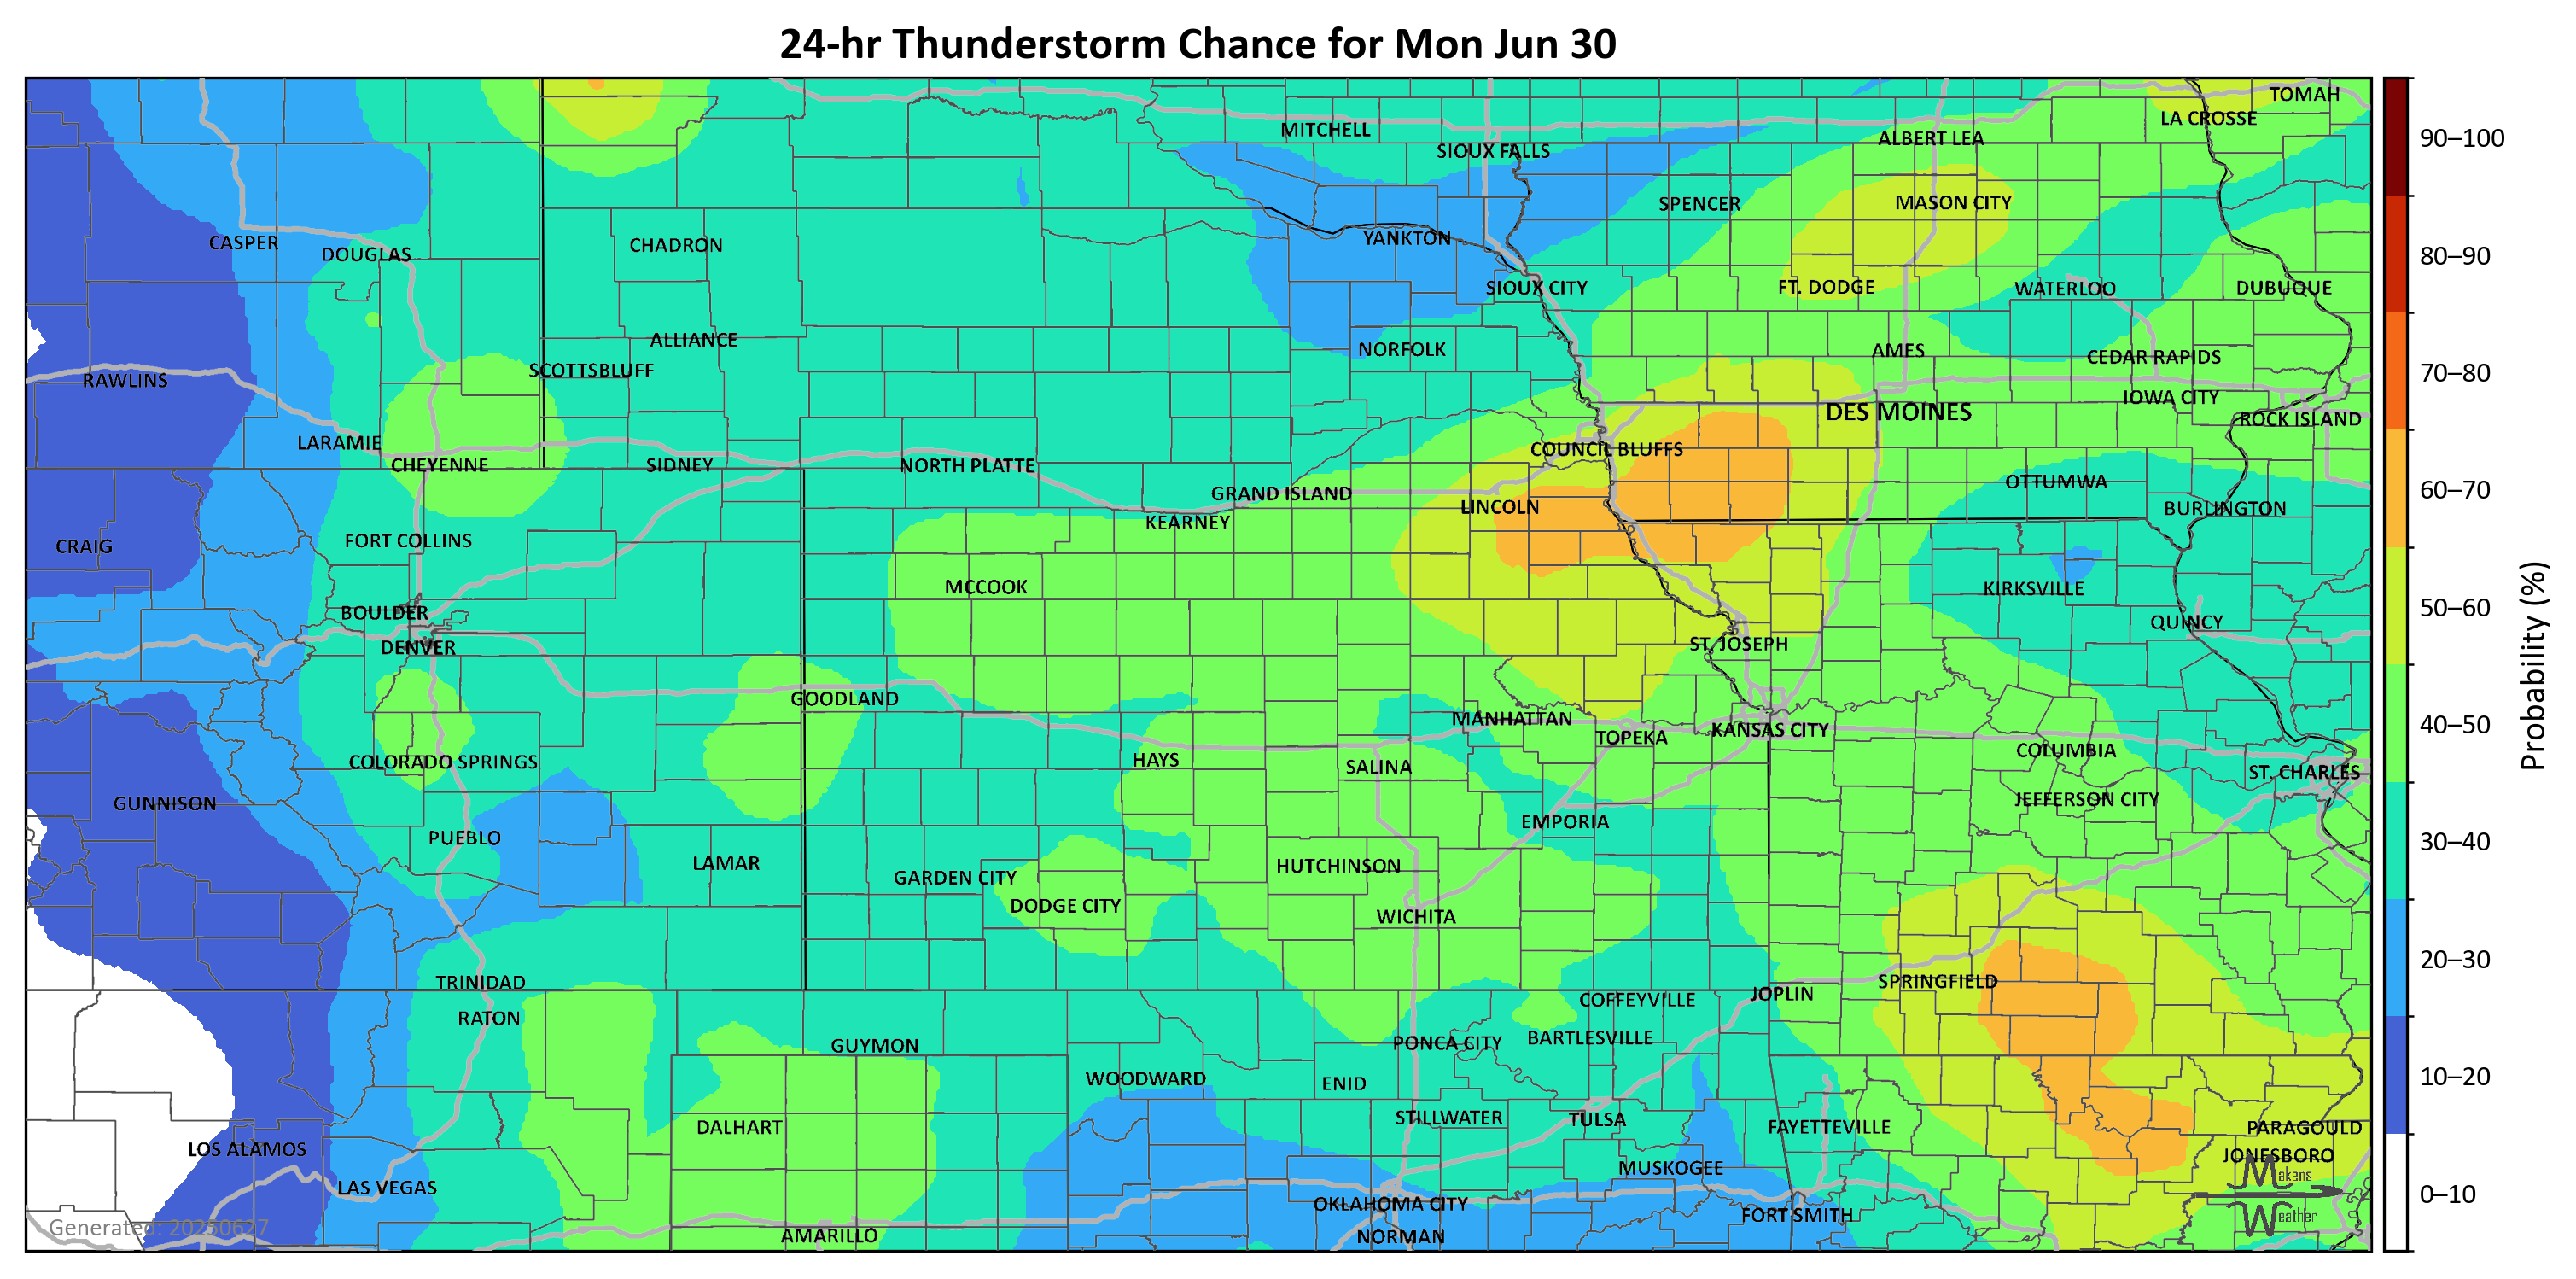 24-hr Thunderstorm Chance for Mon Jun 30
TOMAH
LA CROSSE
MITCHELL
ALBERT LEA
SIOUX FALLS
SPENCER
MASON CITY
CASPER
DOUGLAS
CHADRON
YANKTON
SIOUX CITY
FT. DODGE
WATERLOO
DUBUQUE
ALLIANCE
NORFOLK
AMES
CEDAR RAPIDS
RAWLINS
SCOTTSBLUFF
IOWA CITY
DES MOINES
ROCK ISLAND
LARAMIE
CHEYENNE
SIDNEY
NORTH PLATTE
COUNCIL BLUFFS
GRAND ISLAND
LINCOLN
OTTUMWA
BURLINGTON
KEARNEY
CRAIG
FORT COLLINS
MCCOOK
KIRKSVILLE
BOULDER
QUINCY
DENVER
ST. JOSEPH
GOODLAND
MANHATTAN
TOPEKA
KANSAS CITY
COLUMBIA
COLORADO SPRINGS
HAYS
SALINA
ST. CHARLES
GUNNISON
JEFFERSON CITY
PUEBLO
EMPORIA
LAMAR
GARDEN CITY
HUTCHINSON
DODGE CITY
WICHITA
TRINIDAD
SPRINGFIELD
JOPLIN
COFFEYVILLE
RATON
GUYMON
PONCA CITY
BARTLESVILLE
WOODWARD
ENID
STILLWATER
TULSA
DALHART
FAYETTEVILLE
PARAGOULD
LOS ALAMOS
JONESBORO
MUSKOGEE
LAS VEGAS
OKLAHOMA CITY
FORT SMITH
AMARILLO
NORMAN
Generated: 20250627
Makens
Weather
90–100
80–90
70–80
60–70
50–60
40–50
30–40
20–30
10–20
0–10
Probability (%)